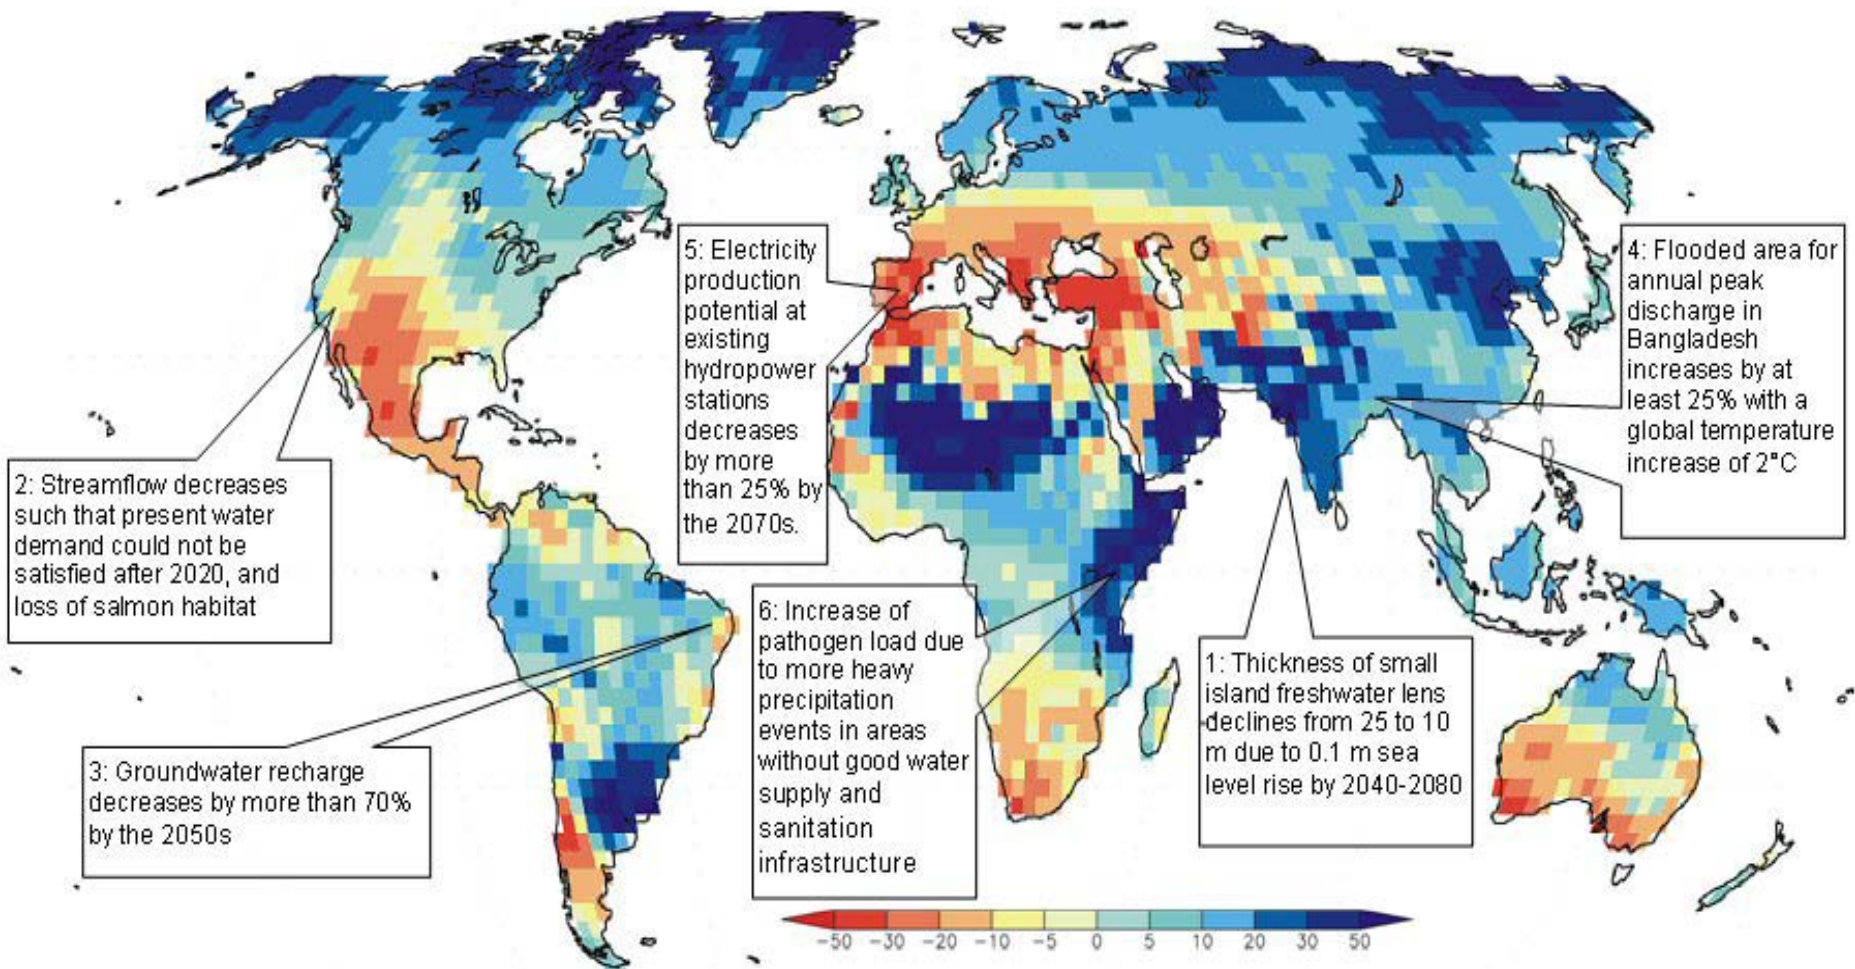 5: Electricity
production
potential at
existing
hydropower
stations
decreases
by more
than 25% by
the 2070s.
4: Flooded area for
annual peak
discharge in
Bangladesh
increases by at
least 25% with a
global temperature
increase of 2°C
2: Streamflow decreases
such that present water
demand could not be
satisfied after 2020, and
loss of salmon habitat
6: Increase of
pathogen load due
to more heavy
precipitation
events in areas
without good water
supply and
sanitation
infrastructure
1: Thickness of small
island freshwater lens
declines from 25 to 10
m due to 0.1 m sea
level rise by 2040-2080
3: Groundwater recharge
decreases by more than 70%
by the 2050s
-50 -30 -20 -10 -5 0 5 10 20 30 50